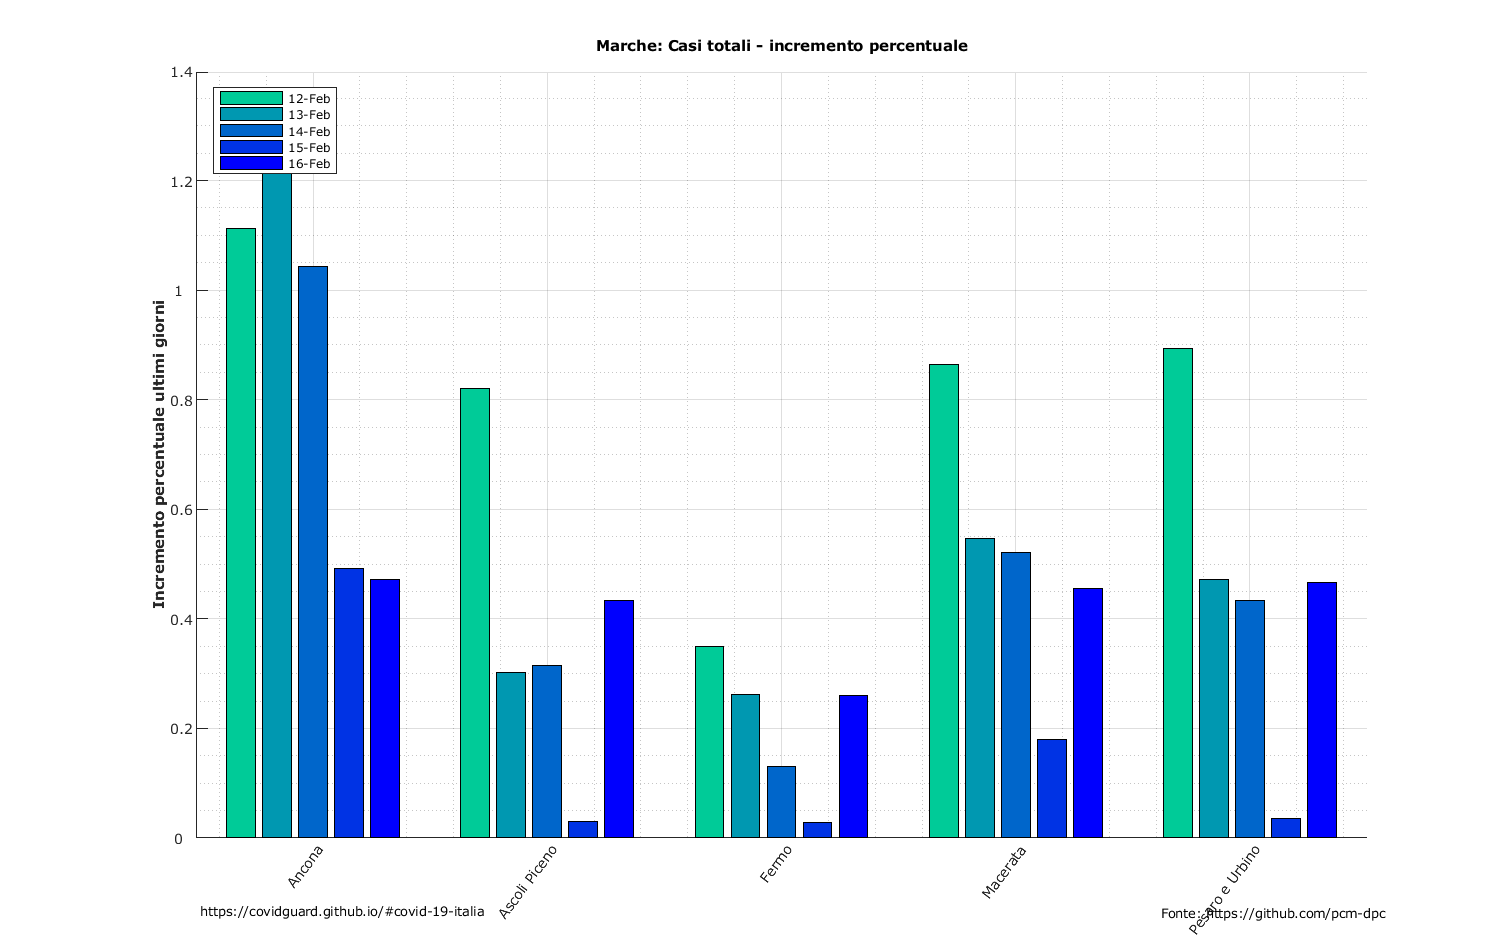 Marche: Casi totali - incremento percentuale
1.4
1.2
1
0.8
0.6
0.4
0.2
0
Incremento percentuale ultimi giorni
12-Feb
13-Feb
14-Feb
15-Feb
16-Feb
Ancona
Ascoli Piceno
Fermo
Macerata
Pesaro e Urbino
https://covidguard.github.io/#covid-19-italia
Fonte: https://github.com/pcm-dpc